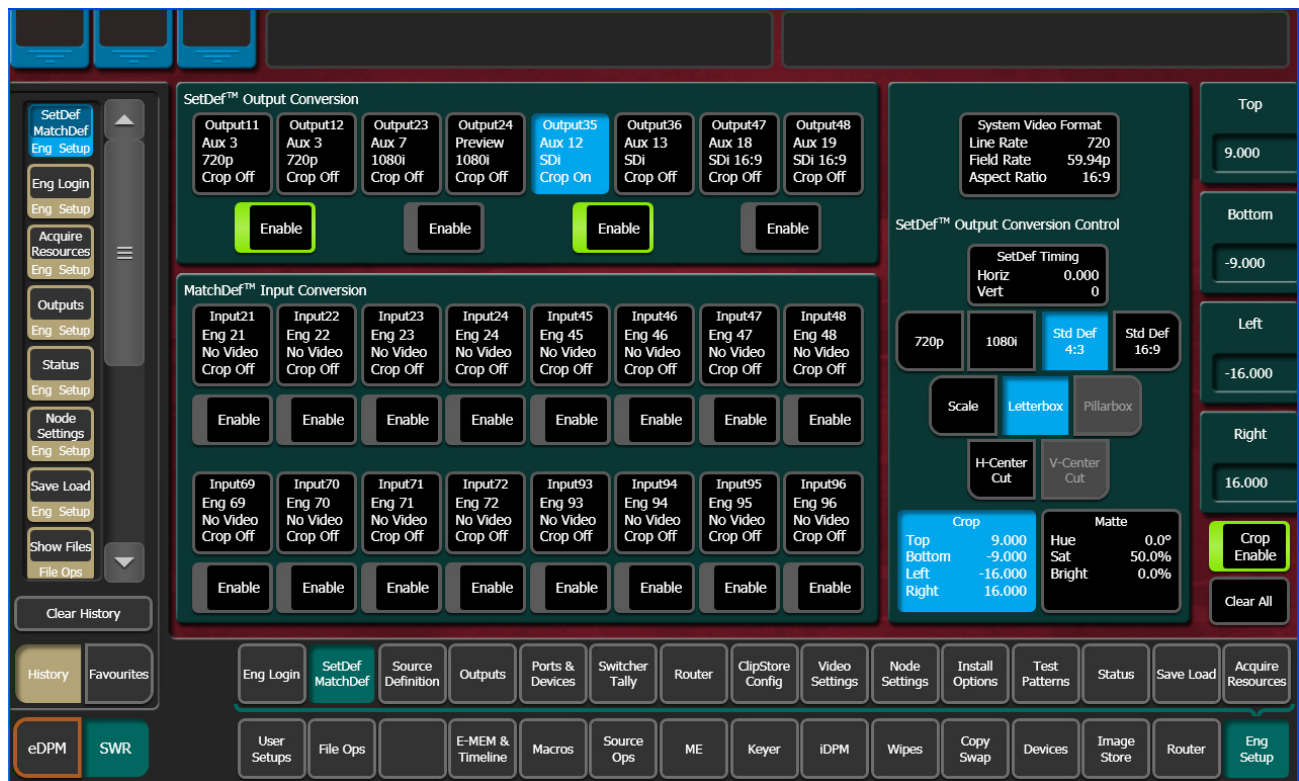 SetDef
MatchDef
Eng Setup
Eng Login
Eng Setup
Acquire
Resources
Eng Setup
Outputs
Eng Setup
Status
Eng Setup
Node
Settings
Eng Setup
Save Load
Eng Setup
Show Files
File Ops
Clear History
History
Favourites
eDPM
SWR
SetDef™ Output Conversion
Output11
Aux 3
720p
Crop Off
Output12
Aux 3
720p
Crop Off
Output23
Aux 7
1080i
Crop Off
Output24
Preview
1080i
Crop Off
Output35
Aux 12
SDi
Crop On
Output36
Aux 13
SDi
Crop Off
Output47
Aux 18
SDi 16:9
Crop Off
Output48
Aux 19
SDi 16:9
Crop Off
Enable
Enable
Enable
Enable
MatchDef™ Input Conversion
Input21
Eng 21
No Video
Crop Off
Input22
Eng 22
No Video
Crop Off
Input23
Eng 23
No Video
Crop Off
Input24
Eng 24
No Video
Crop Off
Input45
Eng 45
No Video
Crop Off
Input46
Eng 46
No Video
Crop Off
Input47
Eng 47
No Video
Crop Off
Input48
Eng 48
No Video
Crop Off
Enable
Enable
Enable
Enable
Enable
Enable
Enable
Enable
Input69
Eng 69
No Video
Crop Off
Input70
Eng 70
No Video
Crop Off
Input71
Eng 71
No Video
Crop Off
Input72
Eng 72
No Video
Crop Off
Input93
Eng 93
No Video
Crop Off
Input94
Eng 94
No Video
Crop Off
Input95
Eng 95
No Video
Crop Off
Input96
Eng 96
No Video
Crop Off
Enable
Enable
Enable
Enable
Enable
Enable
Enable
Enable
System Video Format
Line Rate 720
Field Rate 59.94p
Aspect Ratio 16:9
SetDef™ Output Conversion Control
SetDef Timing
Horiz 0.000
Vert 0
720p
1080i
Std Def
4:3
Std Def
16:9
Scale
Letterbox
Pillarbox
H-Center
Cut
V-Center
Cut
Crop
Top 9.000
Bottom -9.000
Left -16.000
Right 16.000
Matte
Hue 0.0°
Sat 50.0%
Bright 0.0%
Top
9.000
Bottom
-9.000
Left
-16.000
Right
16.000
Crop
Enable
Clear All
Eng Login
SetDef
MatchDef
Source
Definition
Outputs
Ports &
Devices
Switcher
Tally
Router
ClipStore
Config
Video
Settings
Node
Settings
Install
Options
Test
Patterns
Status
Save Load
Acquire
Resources
User
Setups
File Ops
E-MEM &
Timeline
Macros
Source
Ops
ME
Keyer
iDPM
Wipes
Copy
Swap
Devices
Image
Store
Router
Eng
Setup